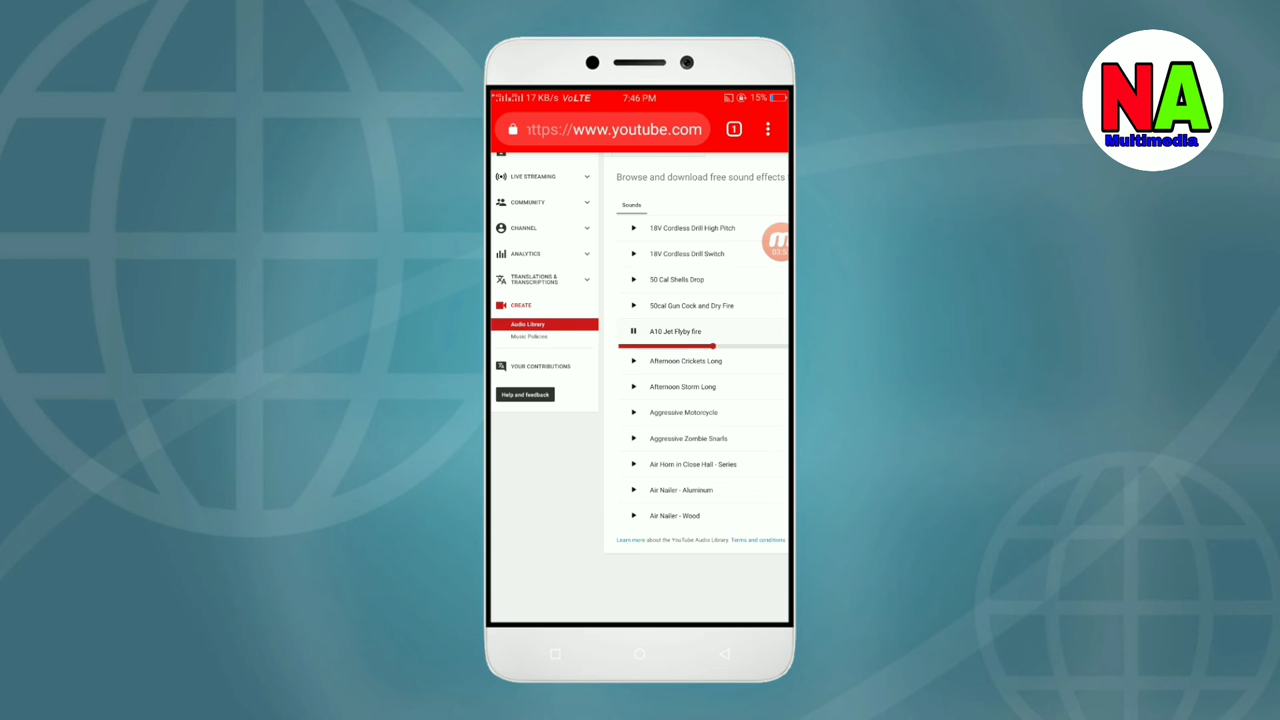 NA
Multimedia
17 KB/s VoLTE 7:46 PM 15%
https://www.youtube.com 1
LIVE STREAMING
COMMUNITY
CHANNEL
ANALYTICS
TRANSLATIONS &
TRANSCRIPTIONS
CREATE
Audio Library
Music Policies
YOUR CONTRIBUTIONS
Help and feedback
Browse and download free sound effects
Sounds
18V Cordless Drill High Pitch
18V Cordless Drill Switch
50 Cal Shells Drop
50cal Gun Cock and Dry Fire
A10 Jet Flyby fire
Afternoon Crickets Long
Afternoon Storm Long
Aggressive Motorcycle
Aggressive Zombie Snarls
Air Horn in Close Hall - Series
Air Nailer - Aluminum
Air Nailer - Wood
Learn more about the YouTube Audio Library. Terms and conditions